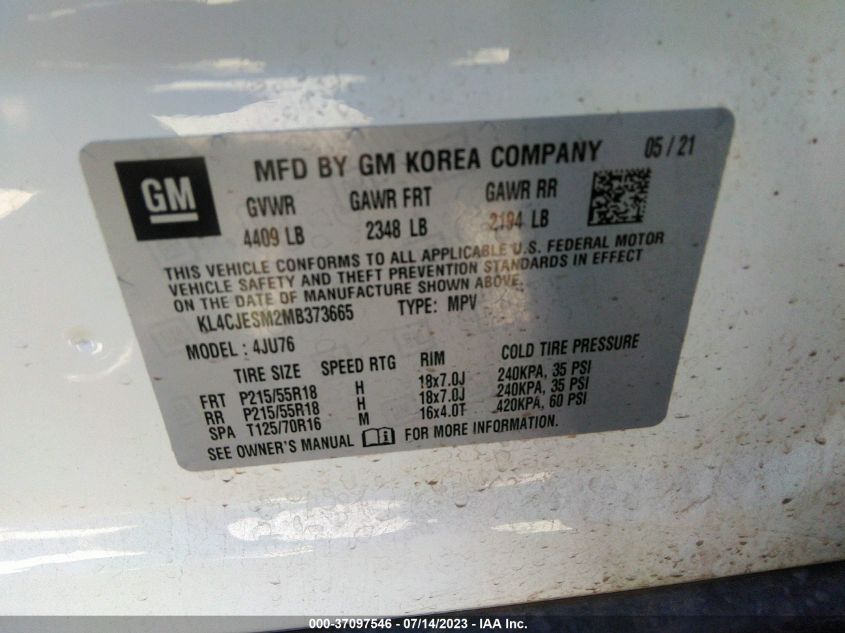 GM
MFD BY GM KOREA COMPANY 05 / 21
GVWR GAWR FRT GAWR RR
4409 LB 2348 LB 2194 LB
THIS VEHICLE CONFORMS TO ALL APPLICABLE U.S. FEDERAL MOTOR
VEHICLE SAFETY AND THEFT PREVENTION STANDARDS IN EFFECT
ON THE DATE OF MANUFACTURE SHOWN ABOVE.
KL4CJESM2MB373665 TYPE: MPV
MODEL : 4JU76
TIRE SIZE SPEED RTG RIM COLD TIRE PRESSURE
FRT P215/55R18 H 18x7.0J 240KPA, 35 PSI
RR P215/55R18 H 18x7.0J 240KPA, 35 PSI
SPA T125/70R16 M 16x4.0T 420KPA, 60 PSI
SEE OWNER'S MANUAL FOR MORE INFORMATION.
000-37097546 - 07/14/2023 - IAA Inc.